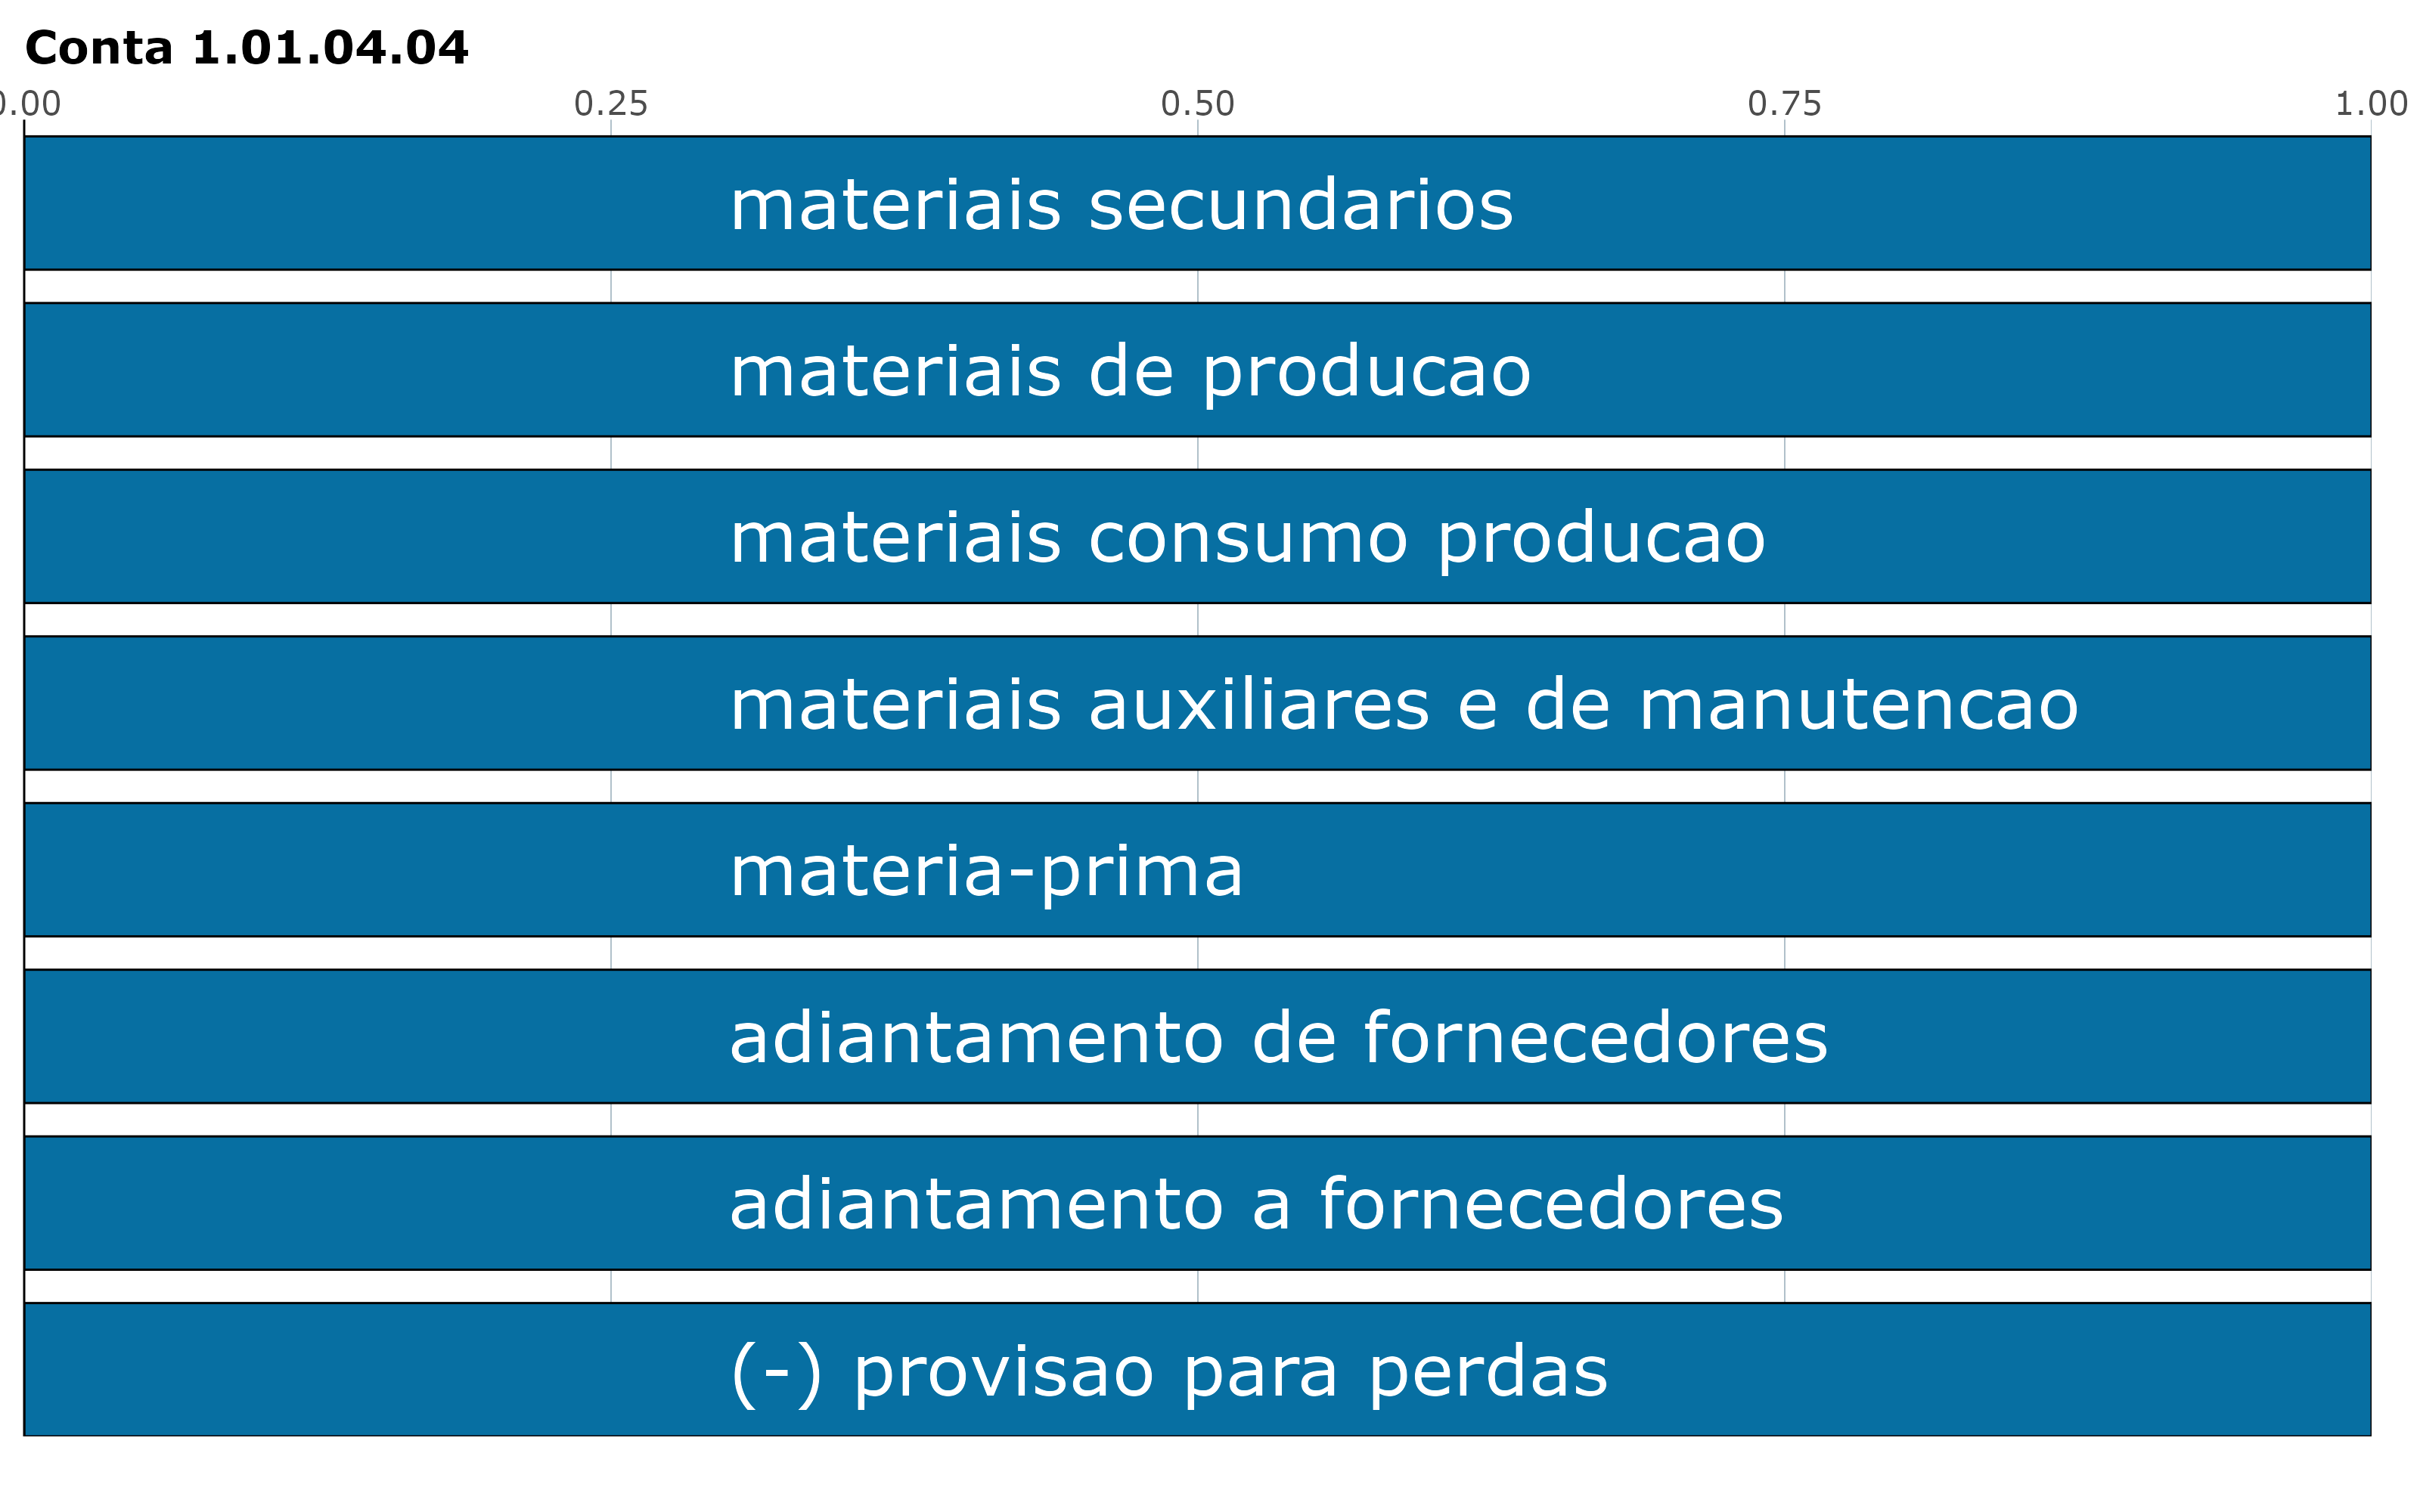 Conta 1.01.04.04
0.00 0.25 0.50 0.75 1.00
materiais secundarios
materiais de producao
materiais consumo producao
materiais auxiliares e de manutencao
materia-prima
adiantamento de fornecedores
adiantamento a fornecedores
(-) provisao para perdas